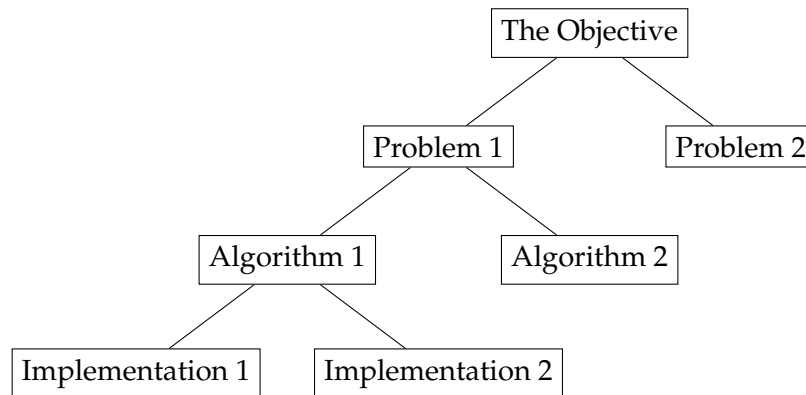 The Objective
Problem 1
Problem 2
Algorithm 1
Algorithm 2
Implementation 1
Implementation 2